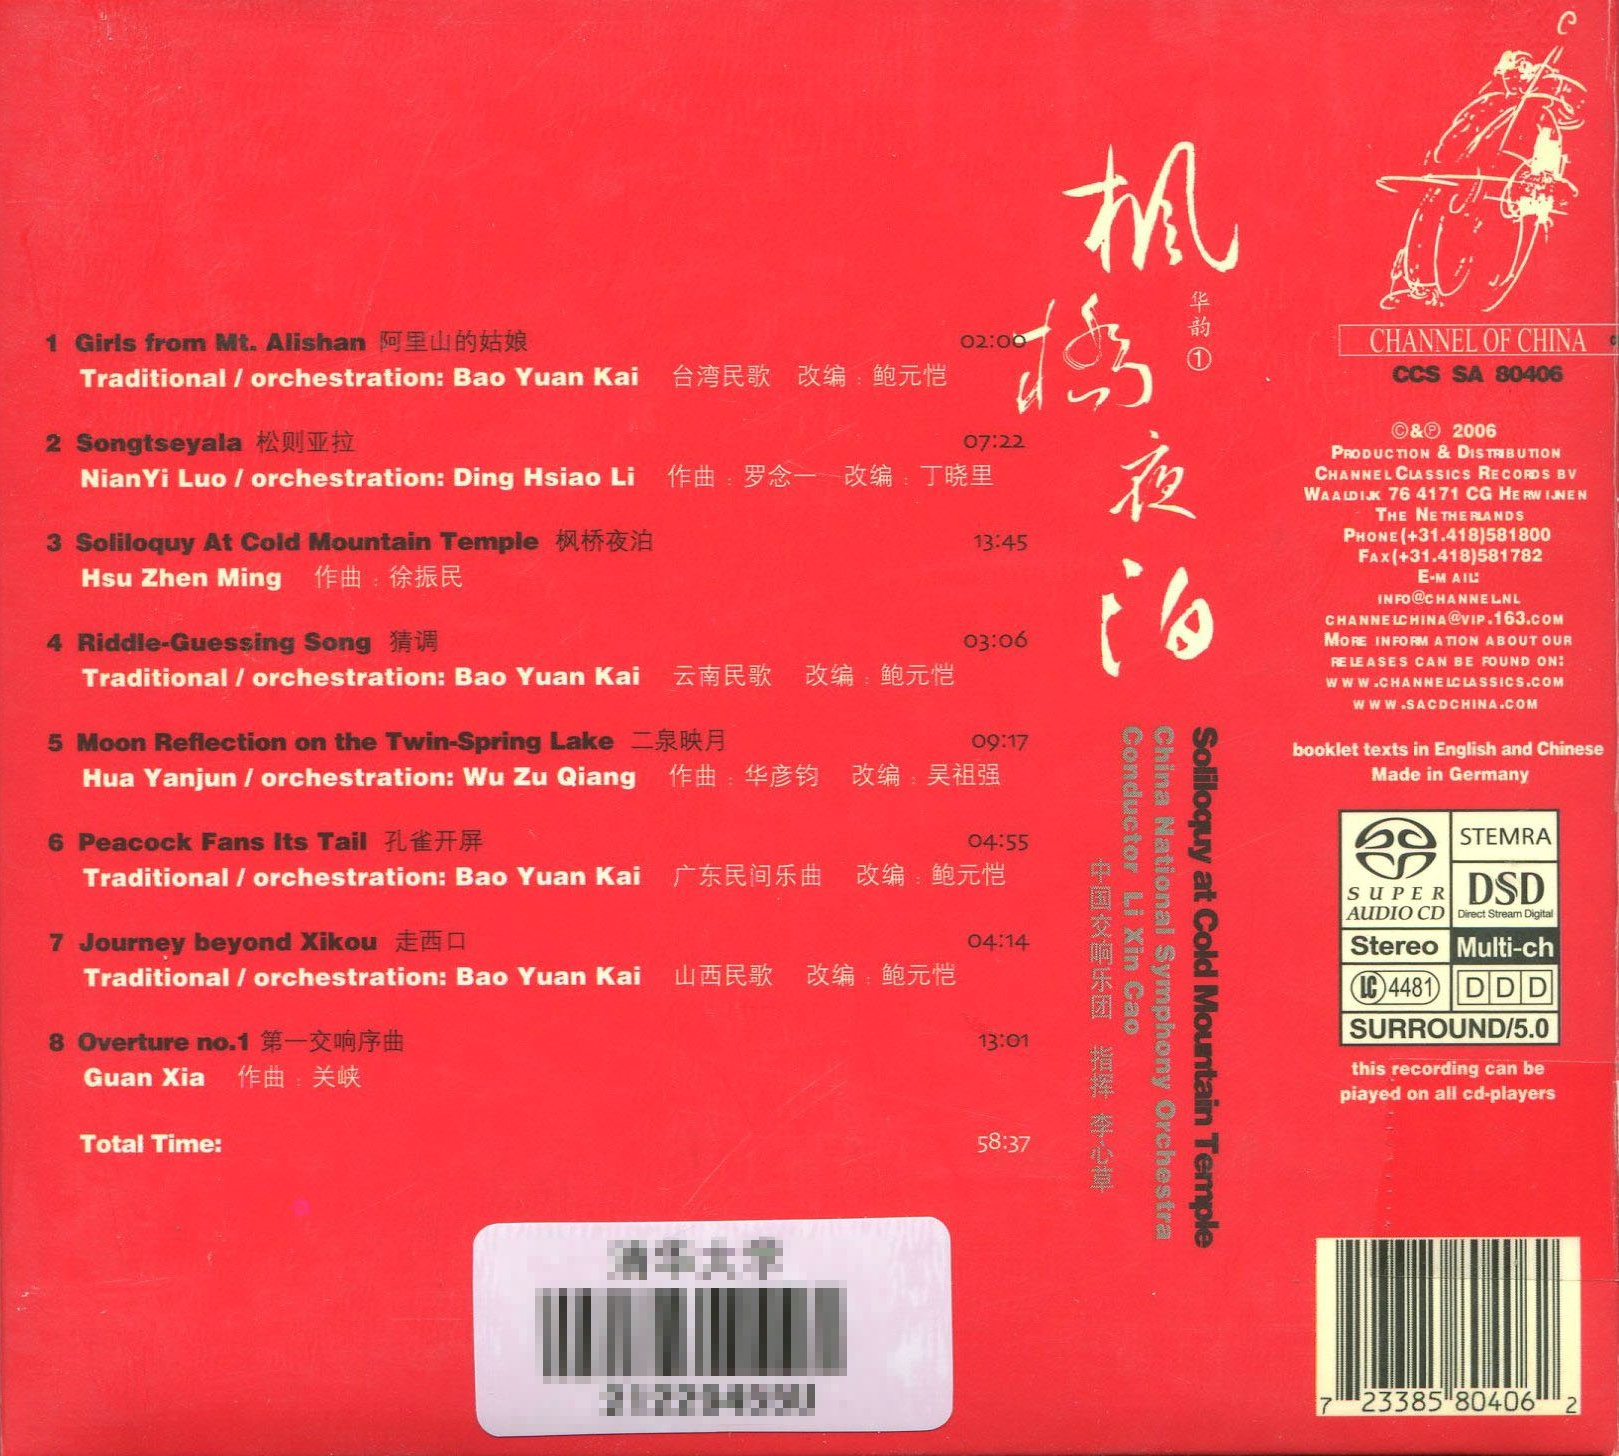 1 Girls from Mt. Alishan 阿里山的姑娘 02:00
Traditional / orchestration: Bao Yuan Kai 台湾民歌 改编：鲍元恺
2 Songtseyala 松则亚拉 07:22
NianYi Luo / orchestration: Ding Hsiao Li 作曲：罗念一 改编：丁晓里
3 Soliloquy At Cold Mountain Temple 枫桥夜泊 13:45
Hsu Zhen Ming 作曲：徐振民
4 Riddle-Guessing Song 猜调 03:06
Traditional / orchestration: Bao Yuan Kai 云南民歌 改编：鲍元恺
5 Moon Reflection on the Twin-Spring Lake 二泉映月 09:17
Hua Yanjun / orchestration: Wu Zu Qiang 作曲：华彦钧 改编：吴祖强
6 Peacock Fans Its Tail 孔雀开屏 04:55
Traditional / orchestration: Bao Yuan Kai 广东民间乐曲 改编：鲍元恺
7 Journey beyond Xikou 走西口 04:14
Traditional / orchestration: Bao Yuan Kai 山西民歌 改编：鲍元恺
8 Overture no.1 第一交响序曲 13:01
Guan Xia 作曲：关峡
Total Time: 58:37
枫橋夜泊
华韵①
Soliloquy at Cold Mountain Temple
China National Symphony Orchestra
Conductor Li Xin Cao
中国交响乐团 指挥 李心草
CHANNEL OF CHINA
CCS SA 80406
©&℗ 2006
PRODUCTION & DISTRIBUTION
CHANNEL CLASSICS RECORDS BV
WAALDIJK 76 4171 CG HERWIJNEN
THE NETHERLANDS
PHONE(+31.418)581800
FAX(+31.418)581782
E-MAIL:
INFO@CHANNEL.NL
CHANNELCHINA@VIP.163.COM
MORE INFORMATION ABOUT OUR
RELEASES CAN BE FOUND ON:
WWW.CHANNELCLASSICS.COM
WWW.SACDCHINA.COM
booklet texts in English and Chinese
Made in Germany
SUPER AUDIO CD
STEMRA
DSD
Direct Stream Digital
Stereo Multi-ch
LC 4481 D D D
SURROUND/5.0
this recording can be
piayed on all cd-players
7 23385 80406 2
清华大学